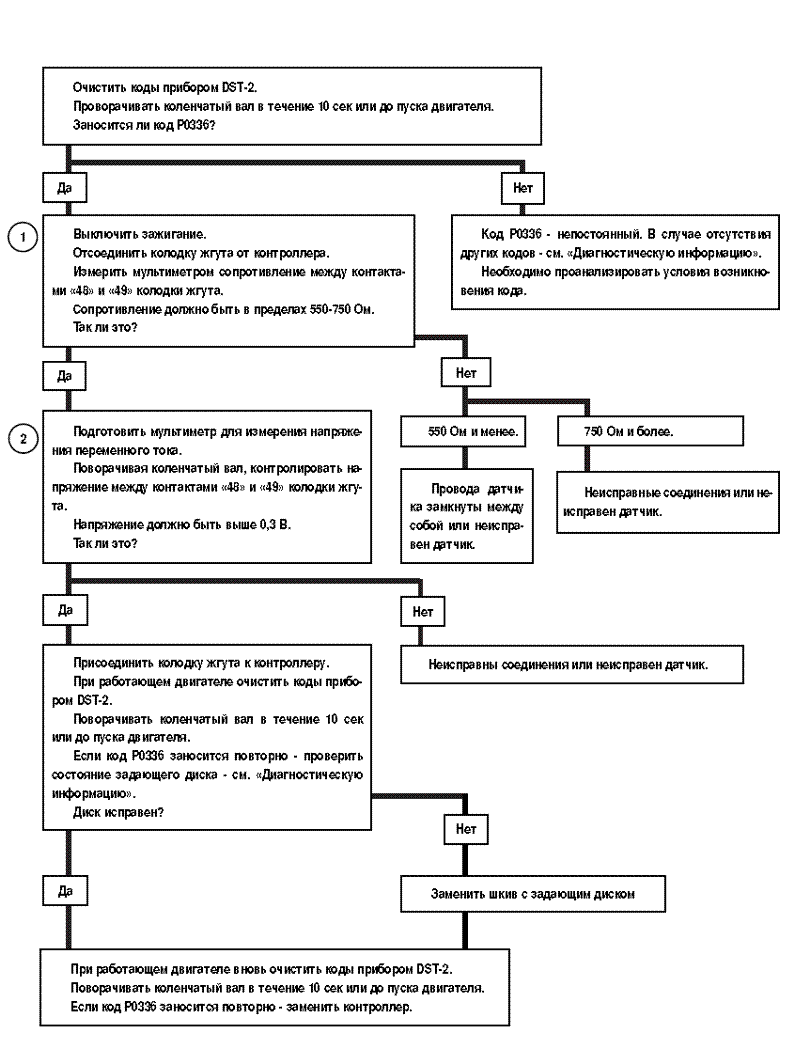 Очистить коды прибором DST-2.
Проворачивать коленчатый вал в течение 10 сек или до пуска двигателя.
Заносится ли код P0336?
Да
Нет
1
Выключить зажигание.
Отсоединить колодку жгута от контроллера.
Измерить мультиметром сопротивление между контакта-
ми «48» и «49» колодки жгута.
Сопротивление должно быть в пределах 550-750 Ом.
Так ли это?
Код P0336 - непостоянный. В случае отсутствия
других кодов - см. «Диагностическую информацию».
Необходимо проанализировать условия возникно-
вения кода.
Да
Нет
2
Подготовить мультиметр для измерения напряже-
ния переменного тока.
Поворачивая коленчатый вал, контролировать на-
пряжение между контактами «48» и «49» колодки жгу-
та.
Напряжение должно быть выше 0,3 В.
Так ли это?
550 Ом и менее.
750 Ом и более.
Провода датчи-
ка замкнуты между
собой или неиспра-
вен датчик.
Неисправные соединения или не-
исправен датчик.
Да
Нет
Присоединить колодку жгута к контроллеру.
При работающем двигателе очистить коды прибо-
ром DST-2.
Поворачивать коленчатый вал в течение 10 сек
или до пуска двигателя.
Если код P0336 заносится повторно - проверить
состояние задающего диска - см. «Диагностическую
информацию».
Диск исправен?
Неисправны соединения или неисправен датчик.
Нет
Да
Заменить шкив с задающим диском
При работающем двигателе вновь очистить коды прибором DST-2.
Поворачивать коленчатый вал в течение 10 сек или до пуска двигателя.
Если код P0336 заносится повторно - заменить контроллер.